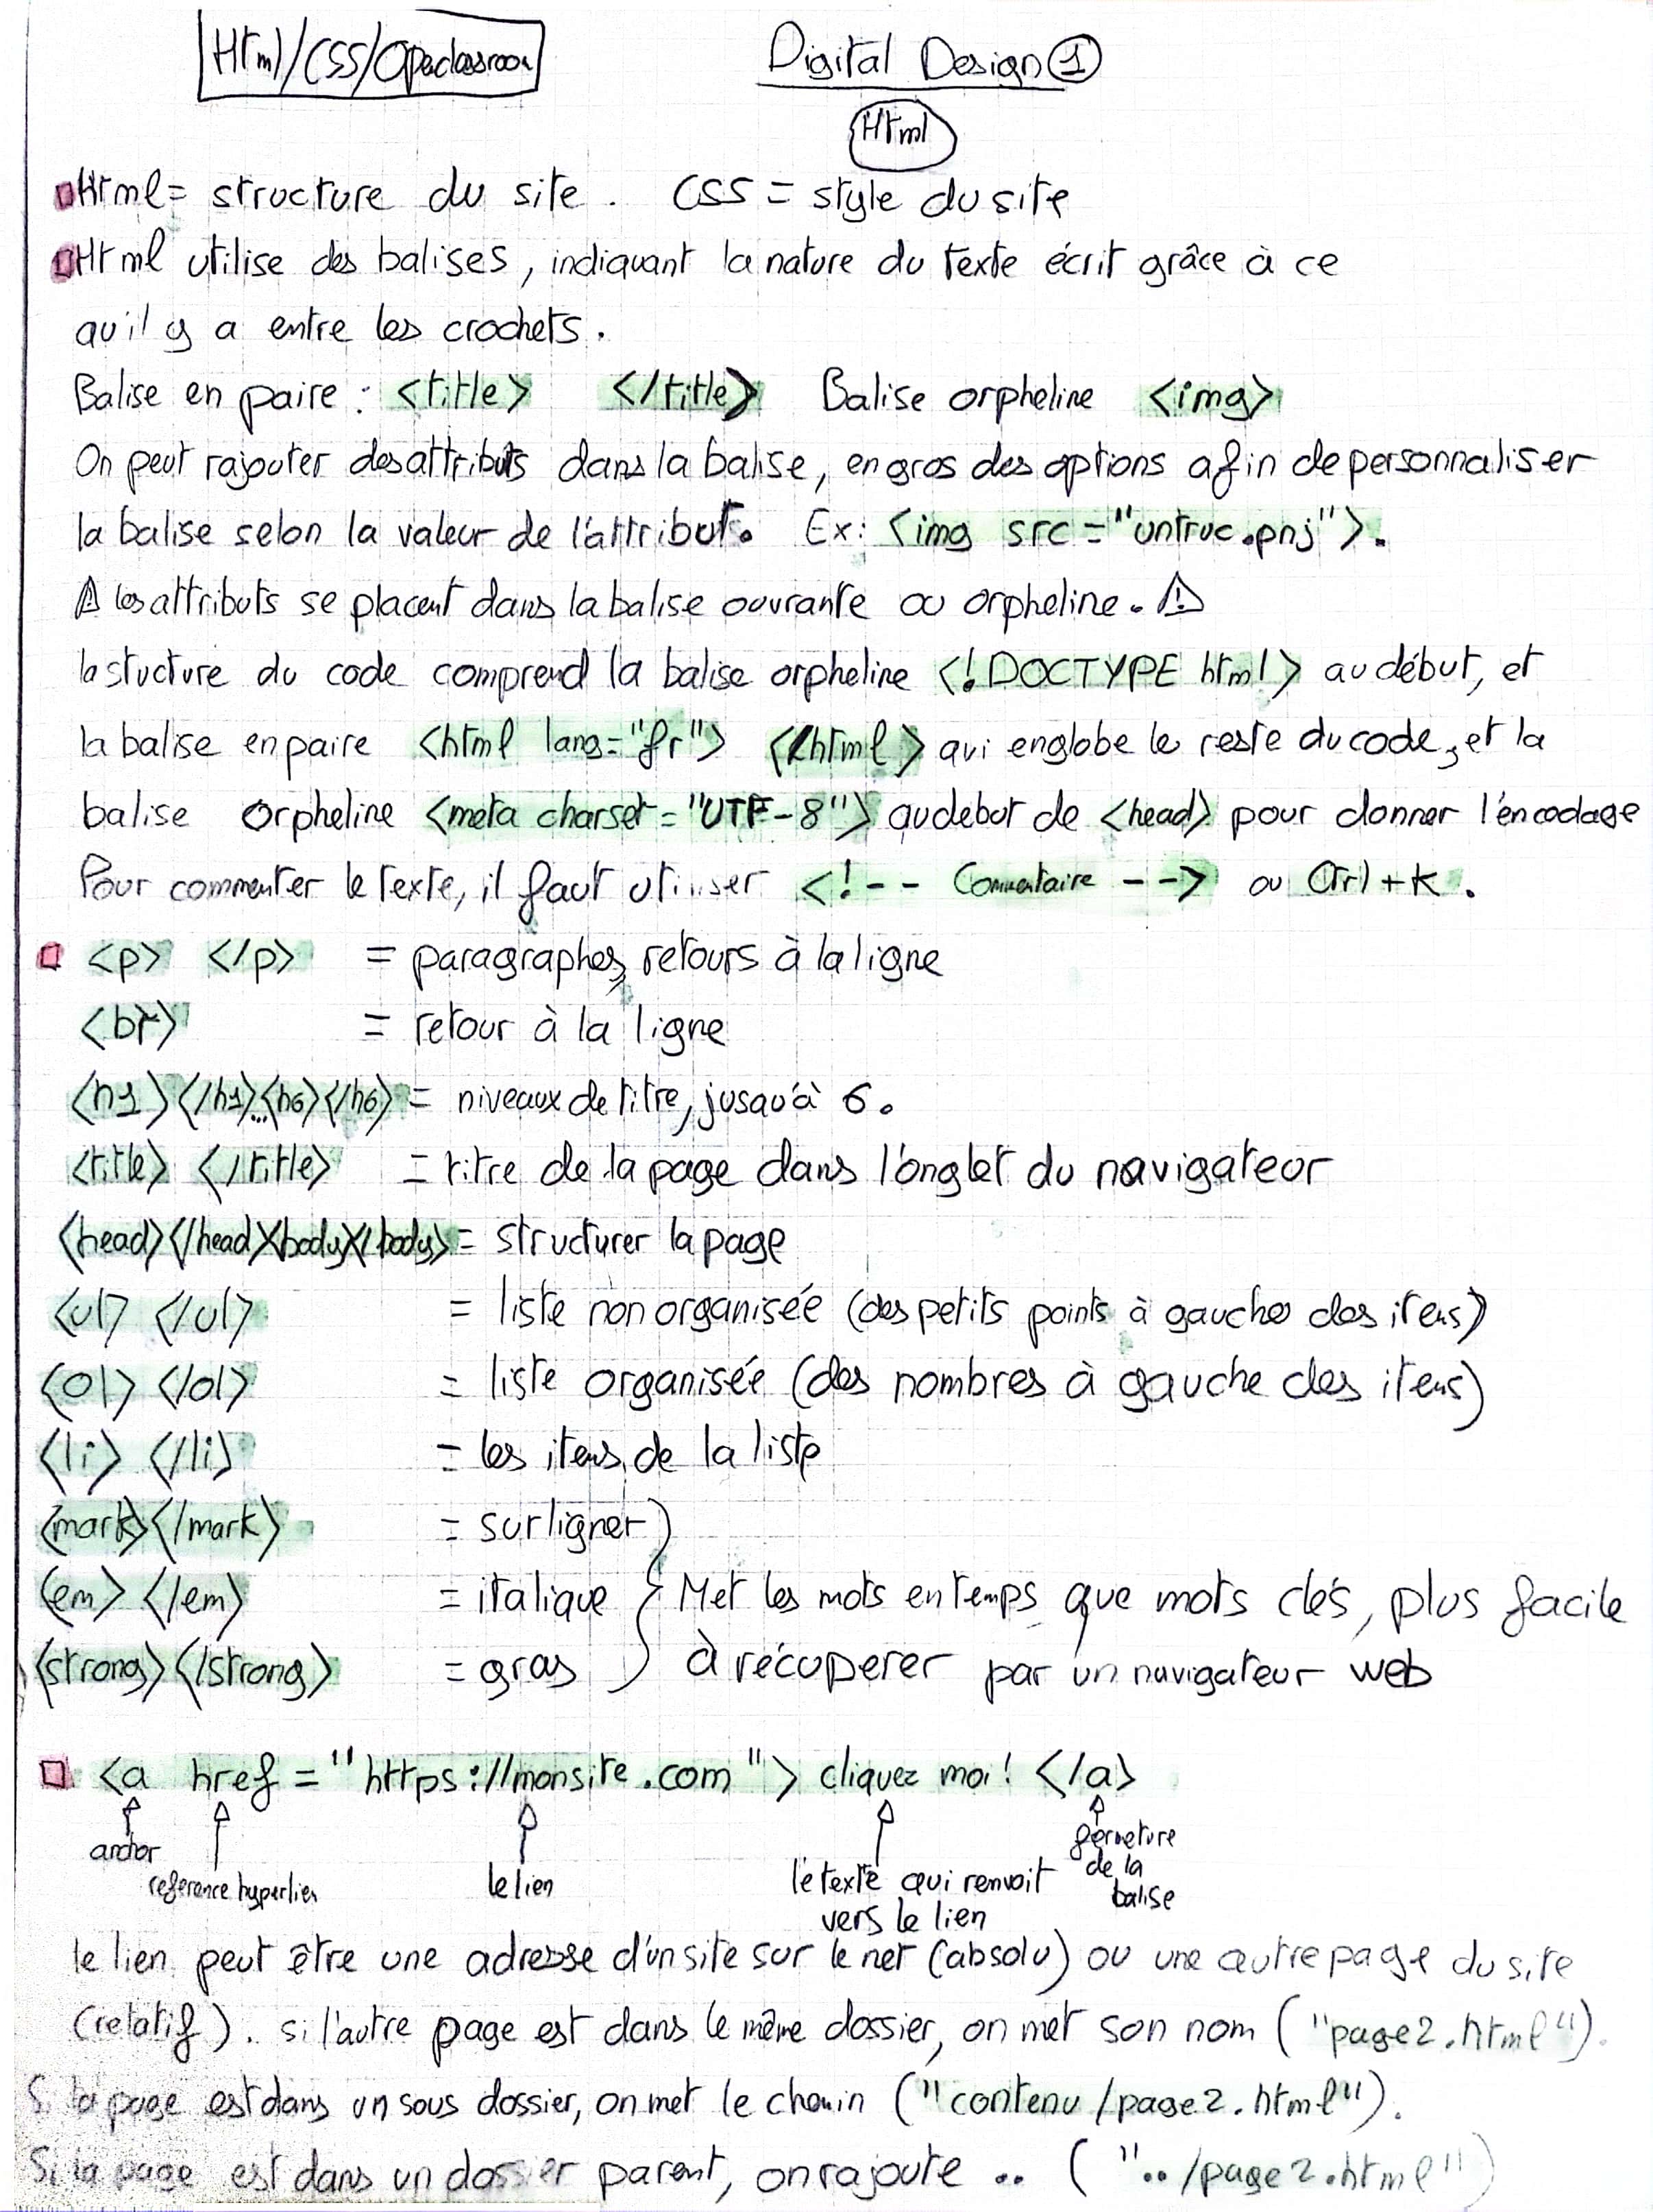 Html/CSS/Opeclassroom
Digital Design ①
Html
Html = structure du site. CSS = style du site
Html utilise des balises, indiquant la nature du texte écrit grâce à ce
qu'il y a entre les crochets.
Balise en paire : <title> </title> Balise orpheline <img>
On peut rajouter des attributs dans la balise, en gros des options afin de personnaliser
la balise selon la valeur de l'attribut. Ex: <img src="untruc.pnj">.
⚠ les attributs se placent dans la balise ouvrante ou orpheline. ⚠
la stucture du code comprend la balise orpheline <!DOCTYPE html> au début, et
la balise en paire <html lang="fr"> </html> qui englobe le reste du code, et la
balise orpheline <meta charset="UTF-8"> au debut de <head> pour donner l'encodage
Pour commenter le texte, il faut utiliser <!-- Commentaire --> ou Ctrl+K.
<p> </p> = paragraphes, retours à la ligne
<br> = retour à la ligne
<h1></h1>...<h6></h6> = niveaux de titre, jusqu'à 6.
<title> </title> = titre de la page dans l'onglet du navigateur
<head></head><body></body> = structurer la page
<ul> </ul> = liste non organisée (des petits points à gauche des items)
<ol> </ol> = liste organisée (des nombres à gauche des items)
<li> </li> = les items de la liste
<mark></mark> = surligner
<em> </em> = italique } Met les mots en temps que mots clés, plus facile
<strong></strong> = gras à récuperer par un navigateur web
<a href="https://monsite.com"> cliquez moi! </a>
anchor
reference hyperlien
le lien
le texte qui renvoit
vers le lien
fermeture
de la
balise
le lien peut être une adresse d'un site sur le net (absolu) ou une autre page du site
(relatif). si l'autre page est dans le même dossier, on met son nom ("page2.html").
Si la page est dans un sous dossier, on met le chemin ("contenu/page2.html").
Si la page est dans un dossier parent, on rajoute .. ("../page2.html")